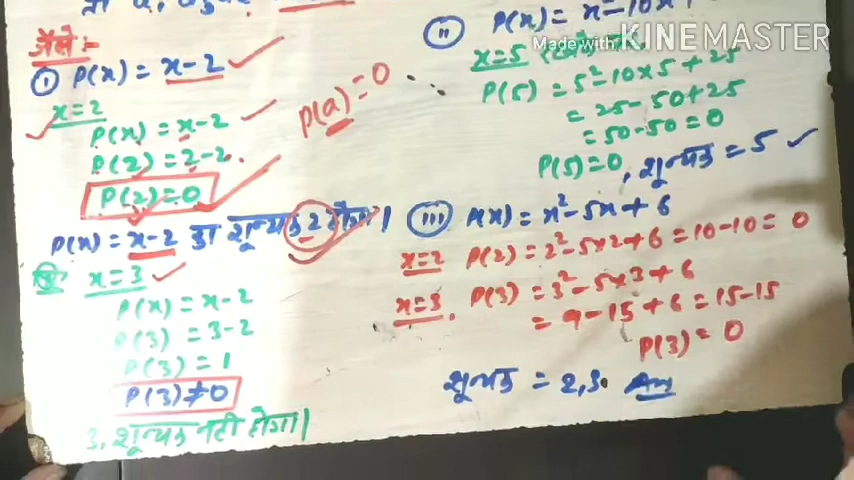 जैसे :-
(i) P(x) = x-2
x=2
P(x) = x-2
P(2) = 2-2
P(2)=0
P(a)=0
P(x) = x-2 का शून्यक 2 होगा।
x=3
P(x) = x-2
P(3) = 3-2
P(3) = 1
P(3)≠0
3, शून्यक नही होगा।
(ii) P(x) = x²-10x+
x=5
P(5) = 5²-10×5+25
= 25-50+25
= 50-50=0
P(5)=0, शून्यक = 5
(iii) P(x) = x²-5x+6
x=2 P(2) = 2²-5×2+6 = 10-10 = 0
x=3. P(3) = 3²-5×3+6
= 9-15+6 = 15-15
P(3) = 0
शून्यक = 2,3. Ans
Made with KINEMASTER